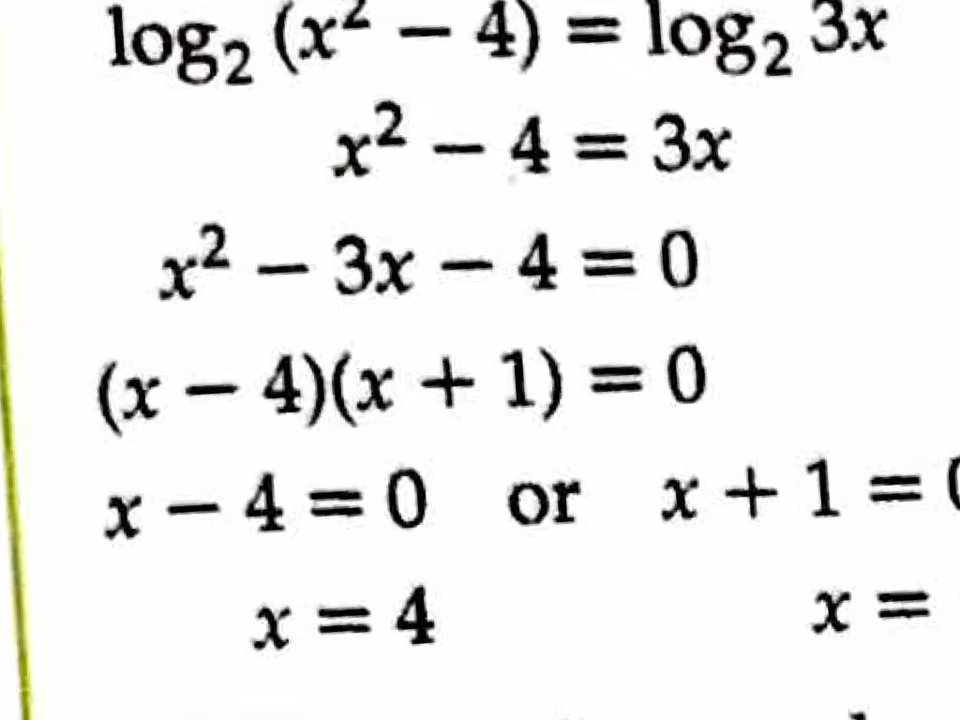 log₂ (x² − 4) = log₂ 3x
x² − 4 = 3x
x² − 3x − 4 = 0
(x − 4)(x + 1) = 0
x − 4 = 0 or x + 1 =
x = 4 x =